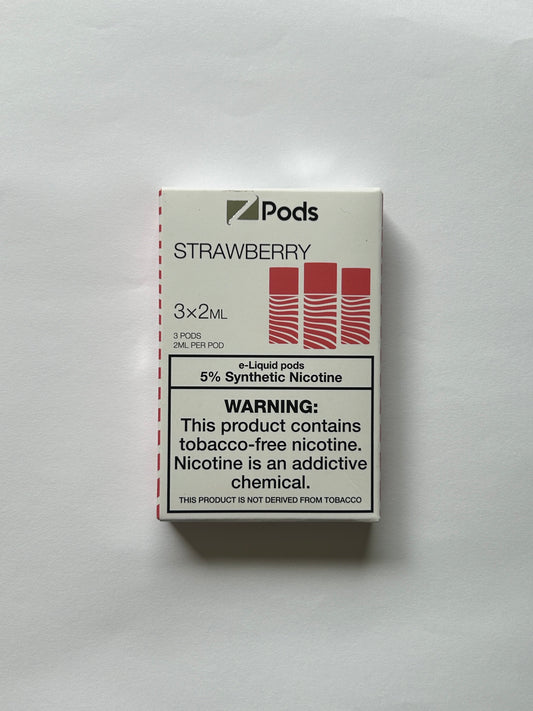 Z Pods
STRAWBERRY
3×2ML
3 PODS
2ML PER POD
e-Liquid pods
5% Synthetic Nicotine
WARNING:
This product contains
tobacco-free nicotine.
Nicotine is an addictive
chemical.
THIS PRODUCT IS NOT DERIVED FROM TOBACCO